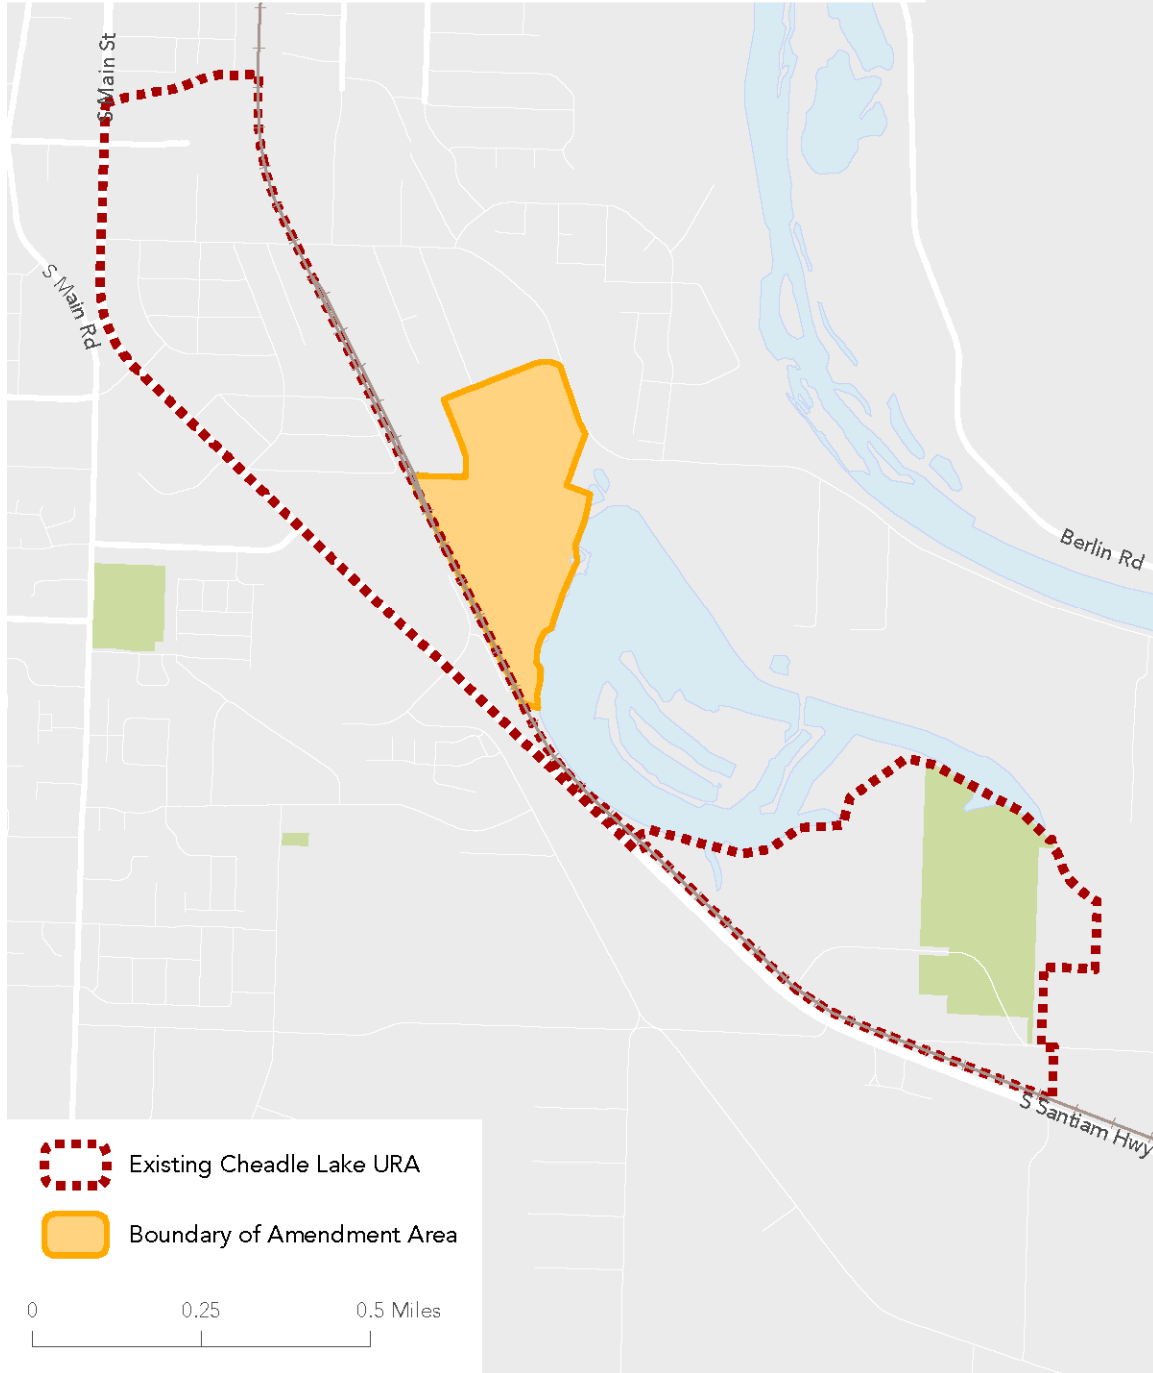 S Main St
S Main Rd
Berlin Rd
S Santiam Hwy
Existing Cheadle Lake URA
Boundary of Amendment Area
0 0.25 0.5 Miles